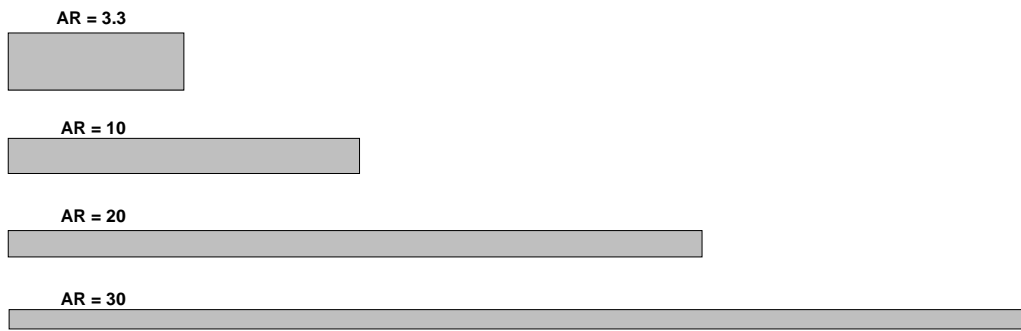 AR = 3.3
AR = 10
AR = 20
AR = 30